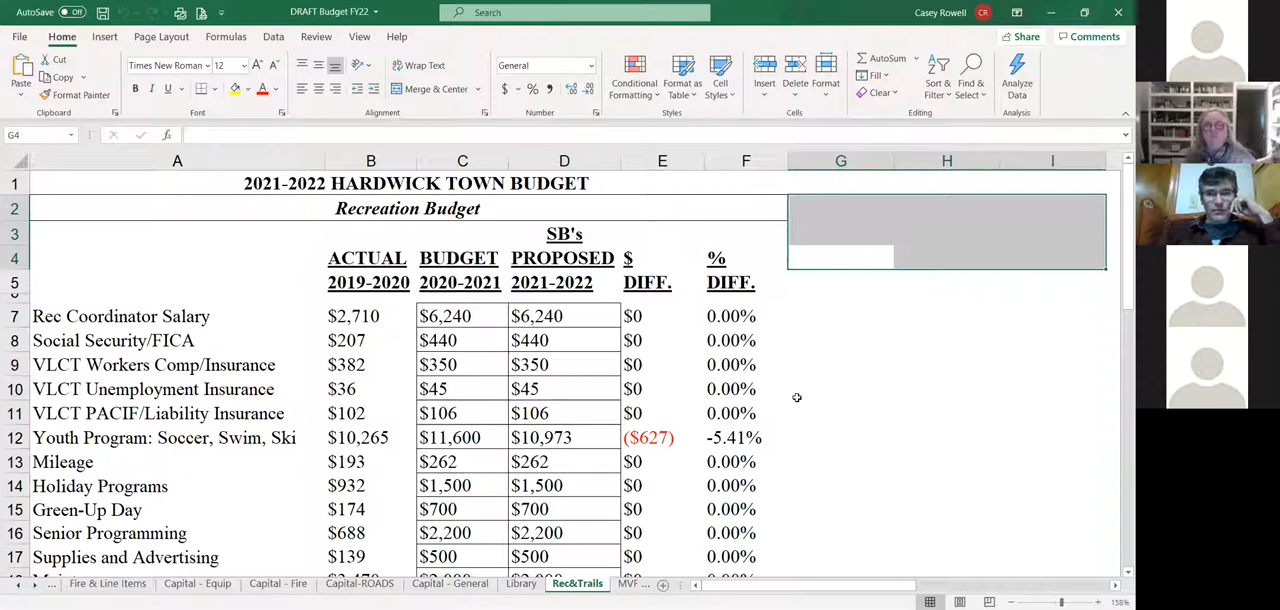 AutoSave Off DRAFT Budget FY22 Search Casey Rowell CR
File Home Insert Page Layout Formulas Data Review View Help Share Comments
Paste Cut Copy Format Painter Clipboard
Times New Roman 12 A A B I U A Font
Wrap Text Merge & Center Alignment
General $ % 9 Number
Conditional Formatting Format as Table Cell Styles Styles
Insert Delete Format Cells
AutoSum Fill Clear Sort & Filter Find & Select Editing
Analyze Data Analysis
G4 fx
A B C D E F G H I
1 2021-2022 HARDWICK TOWN BUDGET
2 Recreation Budget
3 SB's
4 ACTUAL BUDGET PROPOSED $ %
5 2019-2020 2020-2021 2021-2022 DIFF. DIFF.
7 Rec Coordinator Salary $2,710 $6,240 $6,240 $0 0.00%
8 Social Security/FICA $207 $440 $440 $0 0.00%
9 VLCT Workers Comp/Insurance $382 $350 $350 $0 0.00%
10 VLCT Unemployment Insurance $36 $45 $45 $0 0.00%
11 VLCT PACIF/Liability Insurance $102 $106 $106 $0 0.00%
12 Youth Program: Soccer, Swim, Ski $10,265 $11,600 $10,973 ($627) -5.41%
13 Mileage $193 $262 $262 $0 0.00%
14 Holiday Programs $932 $1,500 $1,500 $0 0.00%
15 Green-Up Day $174 $700 $700 $0 0.00%
16 Senior Programming $688 $2,200 $2,200 $0 0.00%
17 Supplies and Advertising $139 $500 $500 $0 0.00%
... Fire & Line Items Capital - Equip Capital - Fire Capital-ROADS Capital - General Library Rec&Trails MVF ...
158%